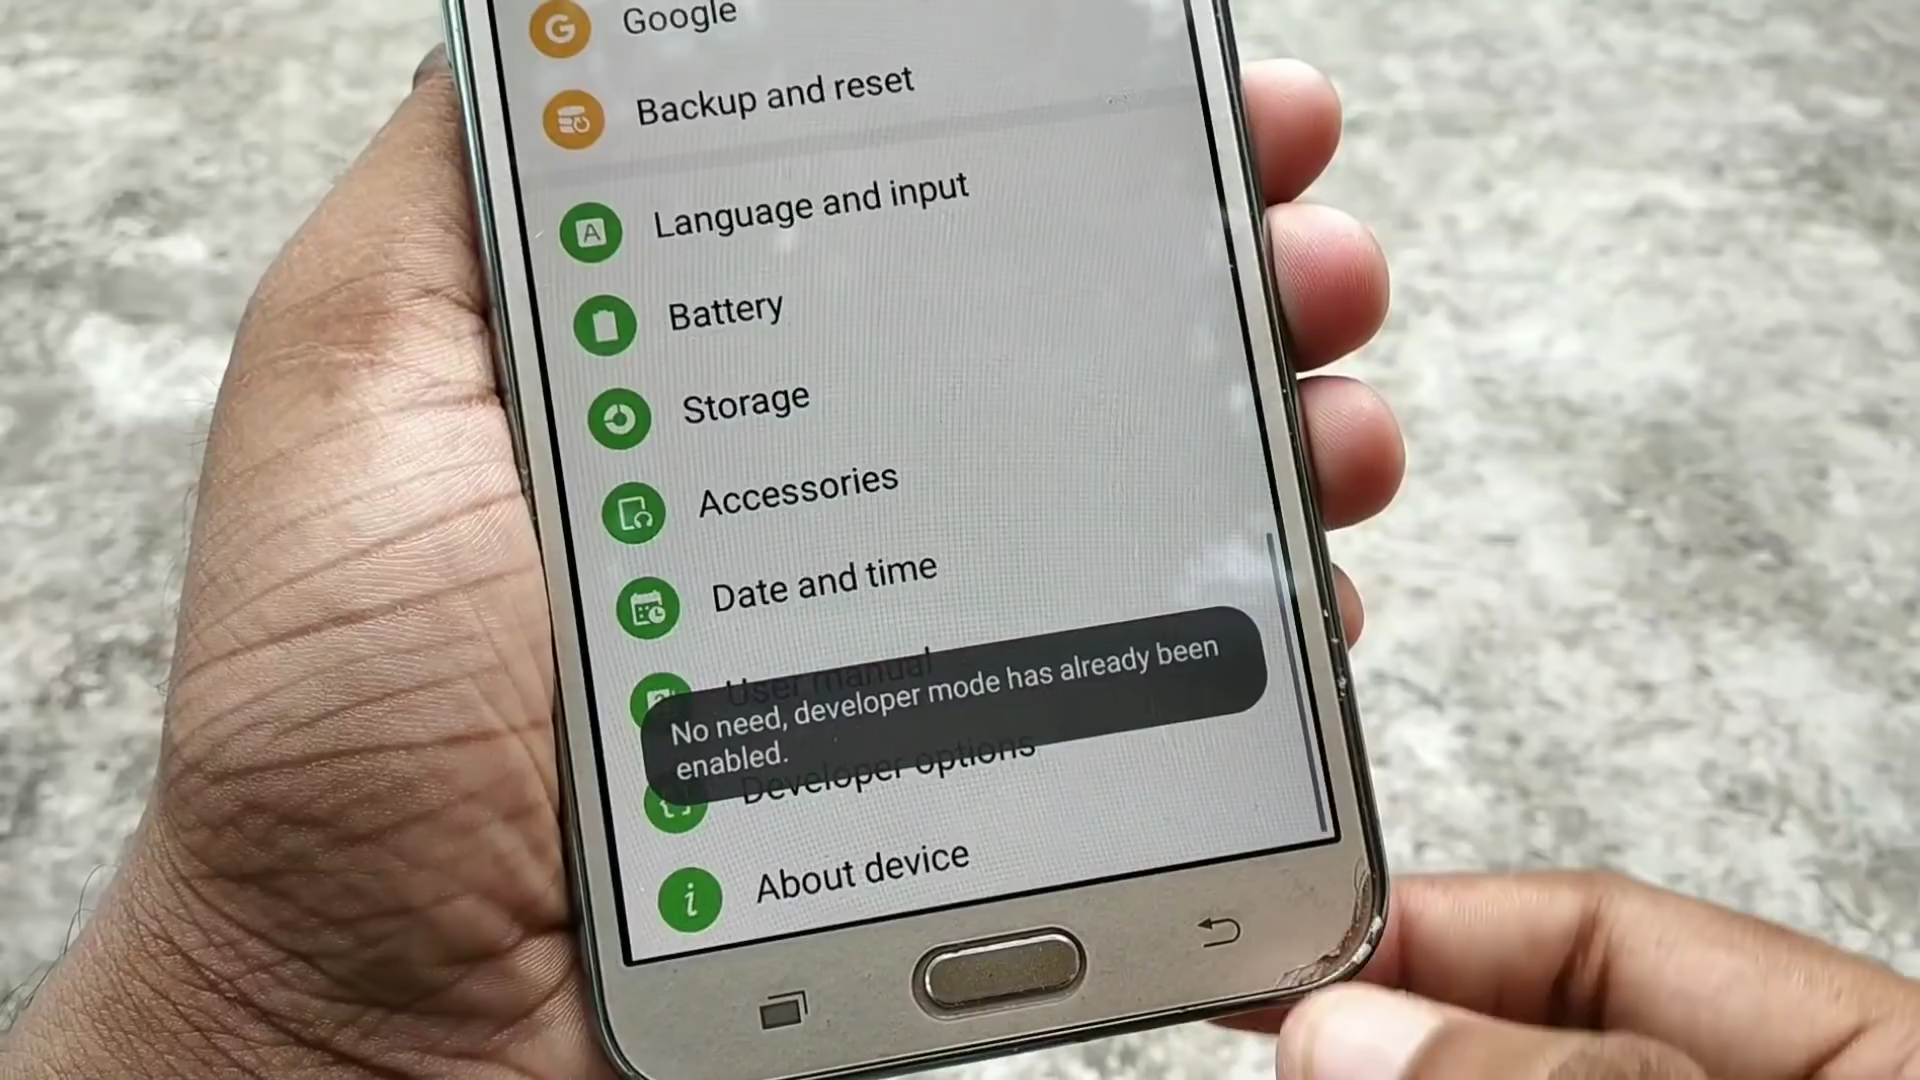 Google
Backup and reset
Language and input
Battery
Storage
Accessories
Date and time
User manual
No need, developer mode has already been
enabled.
Developer options
About device